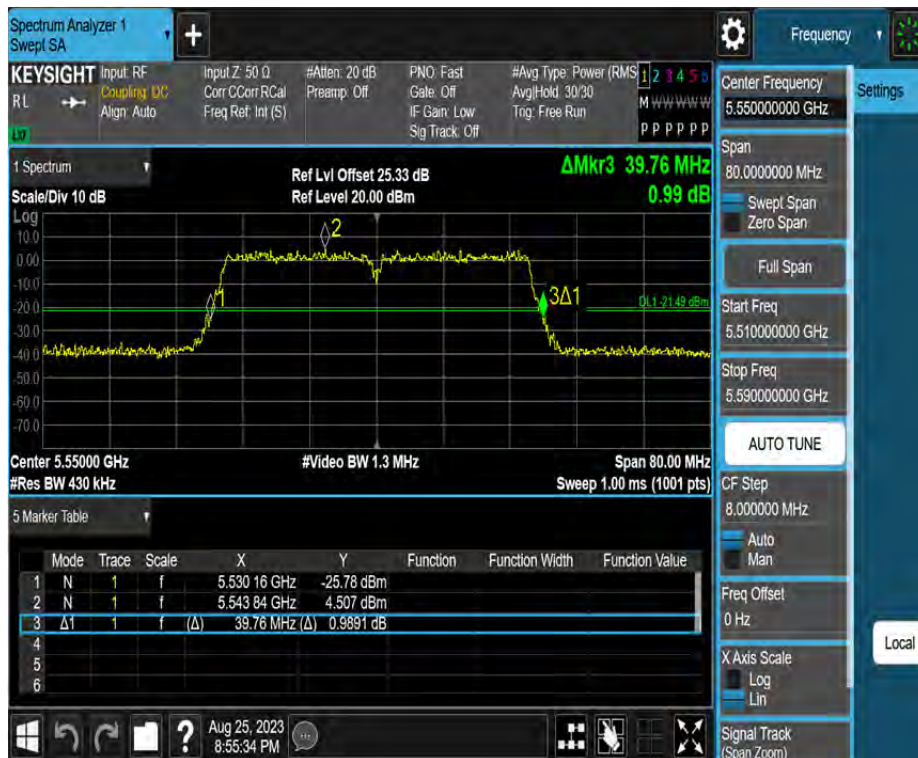 Spectrum Analyzer 1
Swept SA
Frequency
KEYSIGHT
RL
LXI
Input: RF
Coupling: DC
Align: Auto
Input Z: 50 Ω
Corr CCorr RCal
Freq Ref: Int (S)
#Atten: 20 dB
Preamp: Off
PNO: Fast
Gate: Off
IF Gain: Low
Sig Track: Off
#Avg Type: Power (RMS
Avg|Hold: 30/30
Trig: Free Run
1 2 3 4 5 6
M W W W W W
P P P P P P
Center Frequency
5.550000000 GHz
Settings
1 Spectrum
Scale/Div 10 dB
Ref Lvl Offset 25.33 dB
Ref Level 20.00 dBm
ΔMkr3 39.76 MHz
0.99 dB
Log
10.0
0.00
-10.0
-20.0
-30.0
-40.0
-50.0
-60.0
-70.0
1
2
3Δ1
DL1 -21.49 dBm
Center 5.55000 GHz
#Res BW 430 kHz
#Video BW 1.3 MHz
Span 80.00 MHz
Sweep 1.00 ms (1001 pts)
Span
80.0000000 MHz
Swept Span
Zero Span
Full Span
Start Freq
5.510000000 GHz
Stop Freq
5.590000000 GHz
AUTO TUNE
CF Step
8.000000 MHz
Auto
Man
Freq Offset
0 Hz
X Axis Scale
Log
Lin
Signal Track
(Span Zoom)
Local
5 Marker Table
Mode Trace Scale X Y Function Function Width Function Value
1 N 1 f 5.530 16 GHz -25.78 dBm
2 N 1 f 5.543 84 GHz 4.507 dBm
3 Δ1 1 f (Δ) 39.76 MHz (Δ) 0.9891 dB
4
5
6
?
Aug 25, 2023
8:55:34 PM